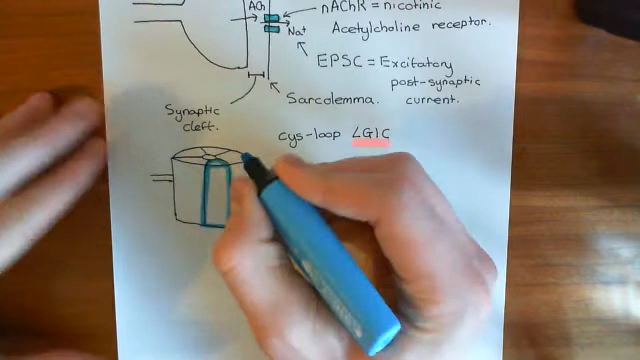 ACh
nAChR = nicotinic
Acetylcholine receptor.
Na+
EPSC = Excitatory
post-synaptic
current.
Sarcolemma.
Synaptic
cleft.
cys-loop LGIC